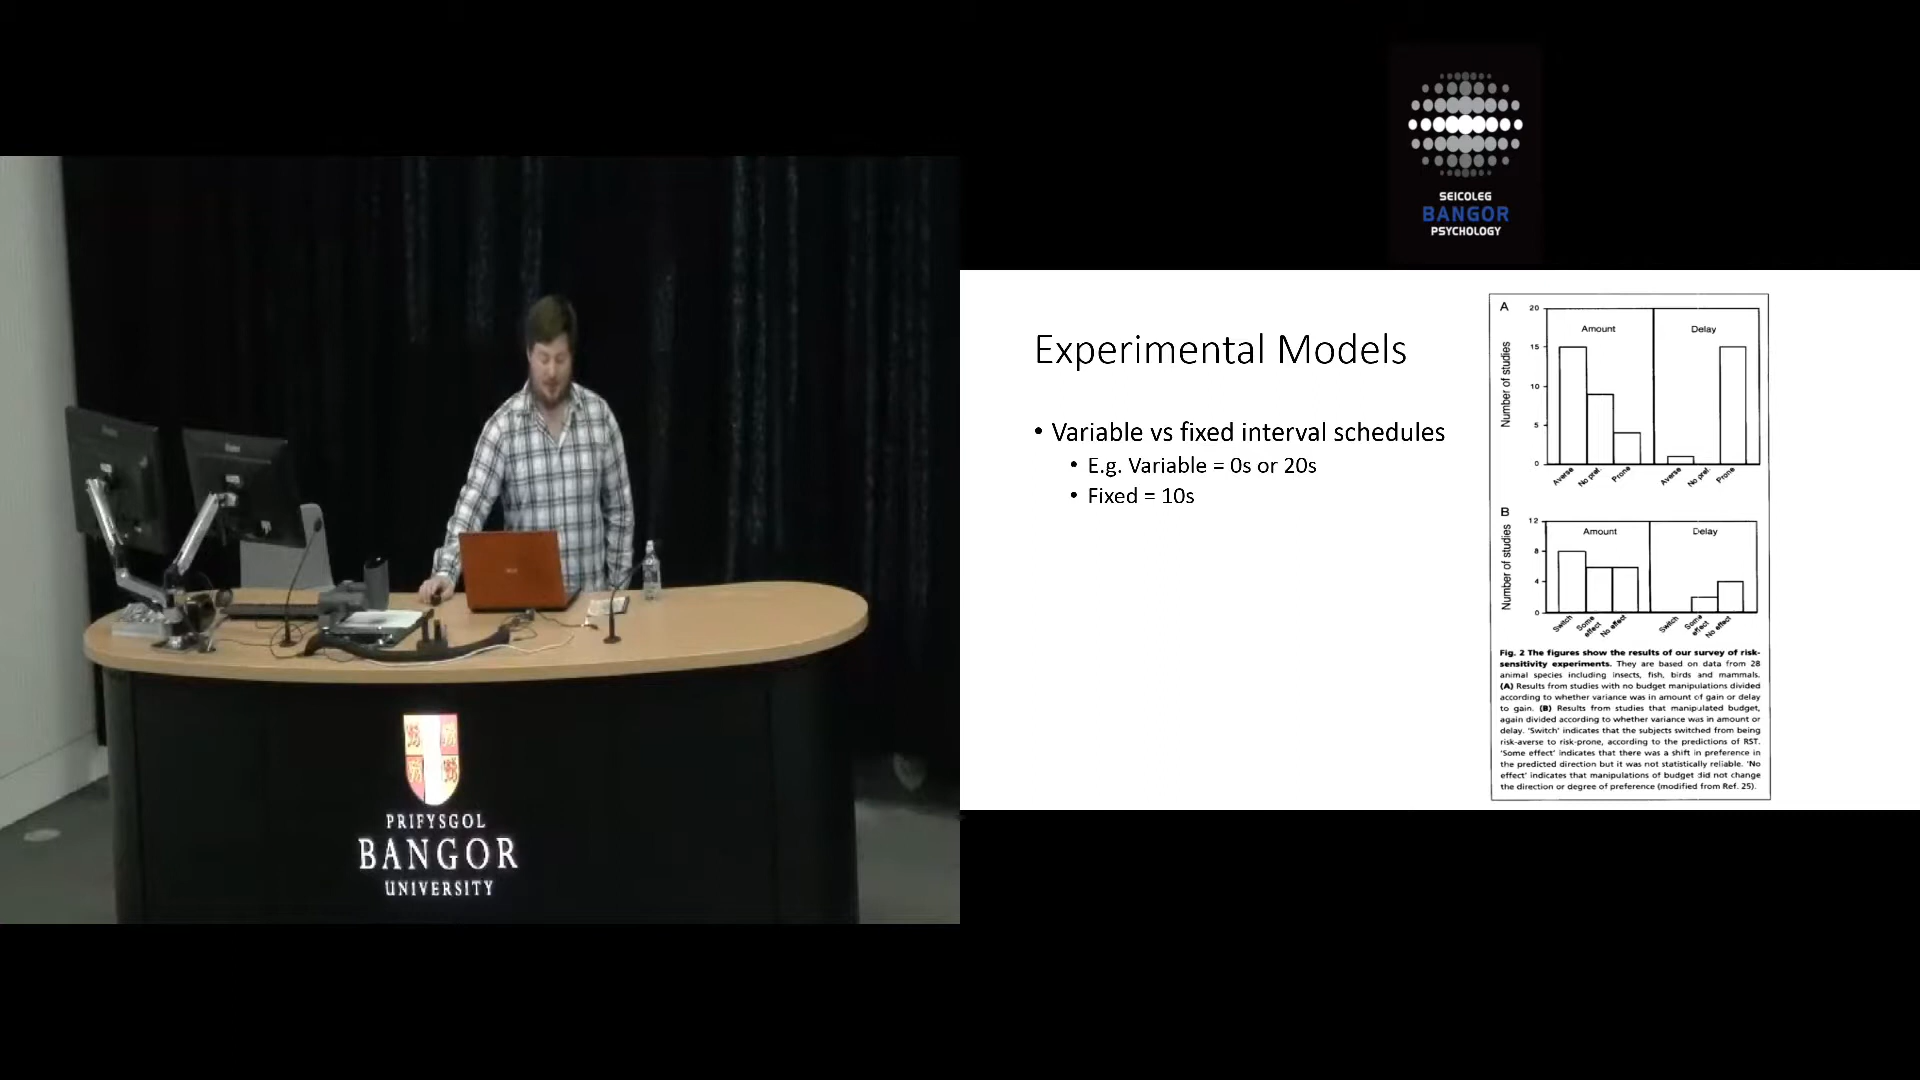 SEICOLEG
BANGOR
PSYCHOLOGY
Experimental Models
• Variable vs fixed interval schedules
• E.g. Variable = 0s or 20s
• Fixed = 10s
A
Number of studies
20
15
10
5
0
Amount
Delay
Averse
No pref.
Prone
Averse
No pref.
Prone
B
Number of studies
12
8
4
0
Amount
Delay
Switch
Some
effect
No effect
Switch
Some
effect
No effect
Fig. 2 The figures show the results of our survey of risk-
sensitivity experiments. They are based on data from 28
animal species including insects, fish, birds and mammals.
(A) Results from studies with no budget manipulations divided
according to whether variance was in amount of gain or delay
to gain. (B) Results from studies that manipulated budget,
again divided according to whether variance was in amount or
delay. 'Switch' indicates that the subjects switched from being
risk-averse to risk-prone, according to the predictions of RST.
'Some effect' indicates that there was a shift in preference in
the predicted direction but it was not statistically reliable. 'No
effect' indicates that manipulations of budget did not change
the direction or degree of preference (modified from Ref. 25).
PRIFYSGOL
BANGOR
UNIVERSITY